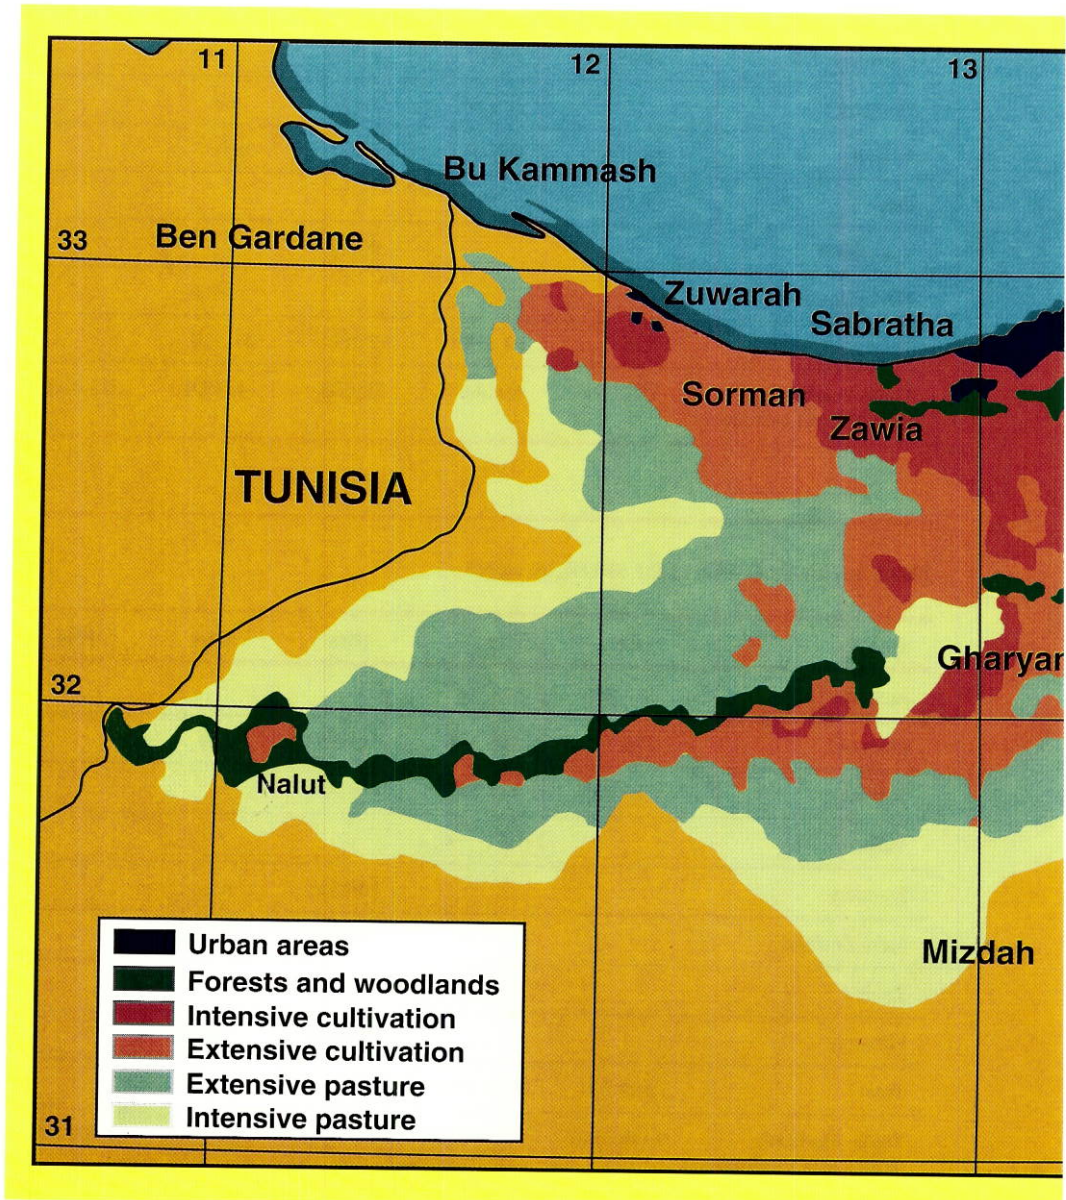 11
12
13
Bu Kammash
33
Ben Gardane
Zuwarah
Sabratha
Sorman
Zawia
TUNISIA
Gharyan
32
Nalut
Mizdah
Urban areas
Forests and woodlands
Intensive cultivation
Extensive cultivation
Extensive pasture
Intensive pasture
31